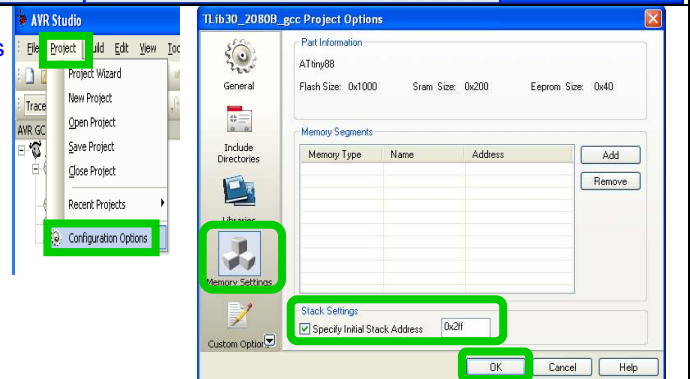 AVR Studio
File Project Build Edit View Too
Project Wizard
New Project
Trace
Open Project
AVR GC
Save Project
Close Project
Recent Projects
Configuration Options
TLib30_2080B_gcc Project Options
General
Include
Directories
Libraries
Memory Settings
Custom Option
Part Information
ATtiny88
Flash Size: 0x1000 Sram Size: 0x200 Eeprom Size: 0x40
Memory Segments
Memory Type Name Address
Add
Remove
Stack Settings
Specify Initial Stack Address 0x2ff
OK Cancel Help